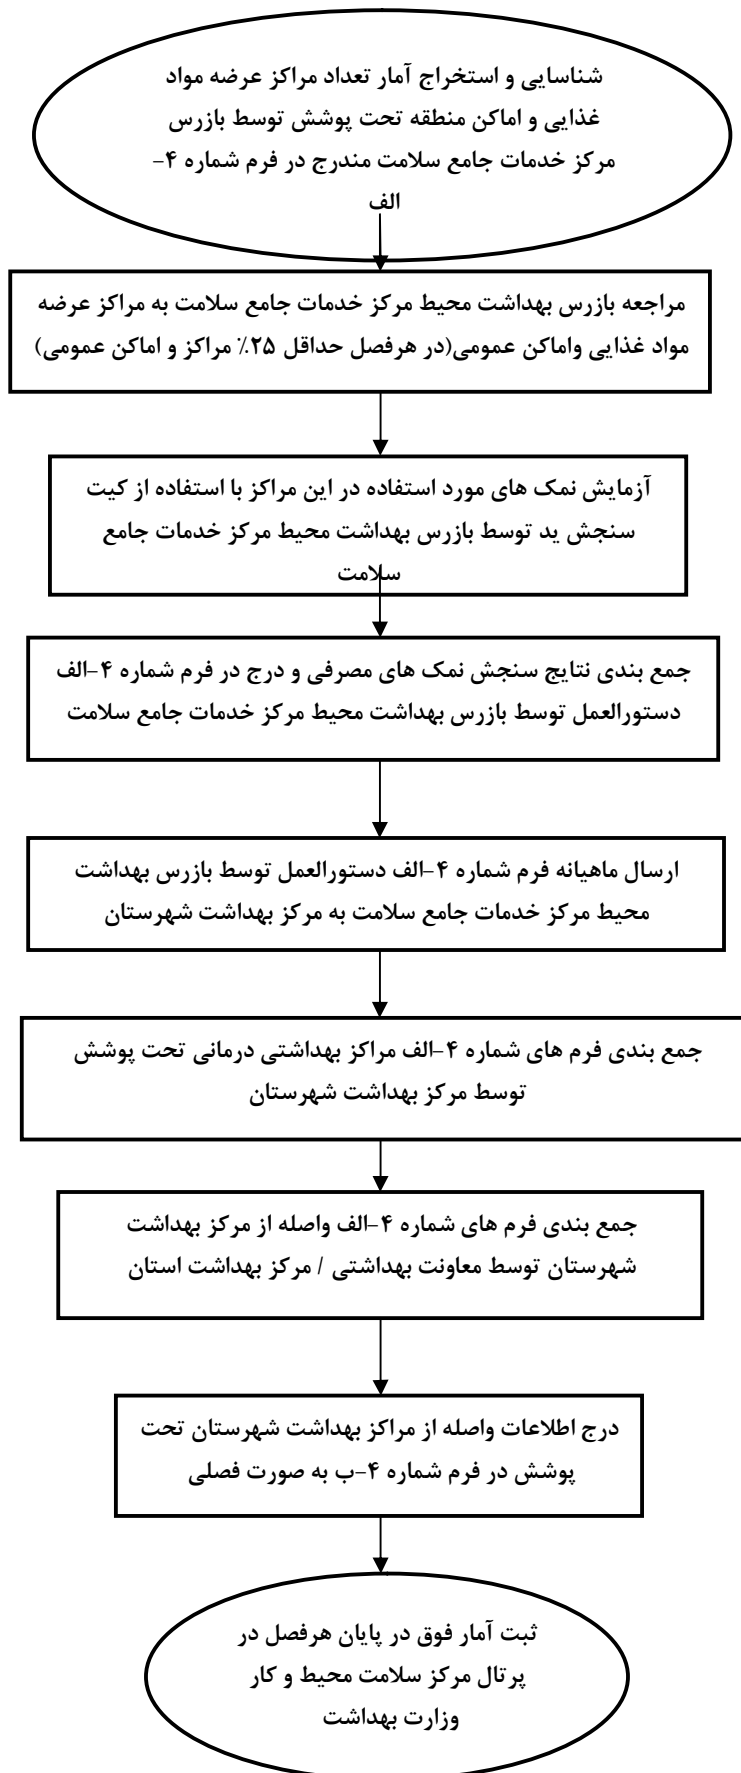 شناسایی و استخراج آمار تعداد مراکز عرضه مواد
غذایی و اماکن منطقه تحت پوشش توسط بازرس
مرکز خدمات جامع سلامت مندرج در فرم شماره ۴-
الف
مراجعه بازرس بهداشت محیط مرکز خدمات جامع سلامت به مراکز عرضه
مواد غذایی واماکن عمومی(در هرفصل حداقل ۲۵٪ مراکز و اماکن عمومی)
آزمایش نمک های مورد استفاده در این مراکز با استفاده از کیت
سنجش ید توسط بازرس بهداشت محیط مرکز خدمات جامع
سلامت
جمع بندی نتایج سنجش نمک های مصرفی و درج در فرم شماره ۴-الف
دستورالعمل توسط بازرس بهداشت محیط مرکز خدمات جامع سلامت
ارسال ماهیانه فرم شماره ۴-الف دستورالعمل توسط بازرس بهداشت
محیط مرکز خدمات جامع سلامت به مرکز بهداشت شهرستان
جمع بندی فرم های شماره ۴-الف مراکز بهداشتی درمانی تحت پوشش
توسط مرکز بهداشت شهرستان
جمع بندی فرم های شماره ۴-الف واصله از مرکز بهداشت
شهرستان توسط معاونت بهداشتی / مرکز بهداشت استان
درج اطلاعات واصله از مراکز بهداشت شهرستان تحت
پوشش در فرم شماره ۴-ب به صورت فصلی
ثبت آمار فوق در پایان هرفصل در
پرتال مرکز سلامت محیط و کار
وزارت بهداشت